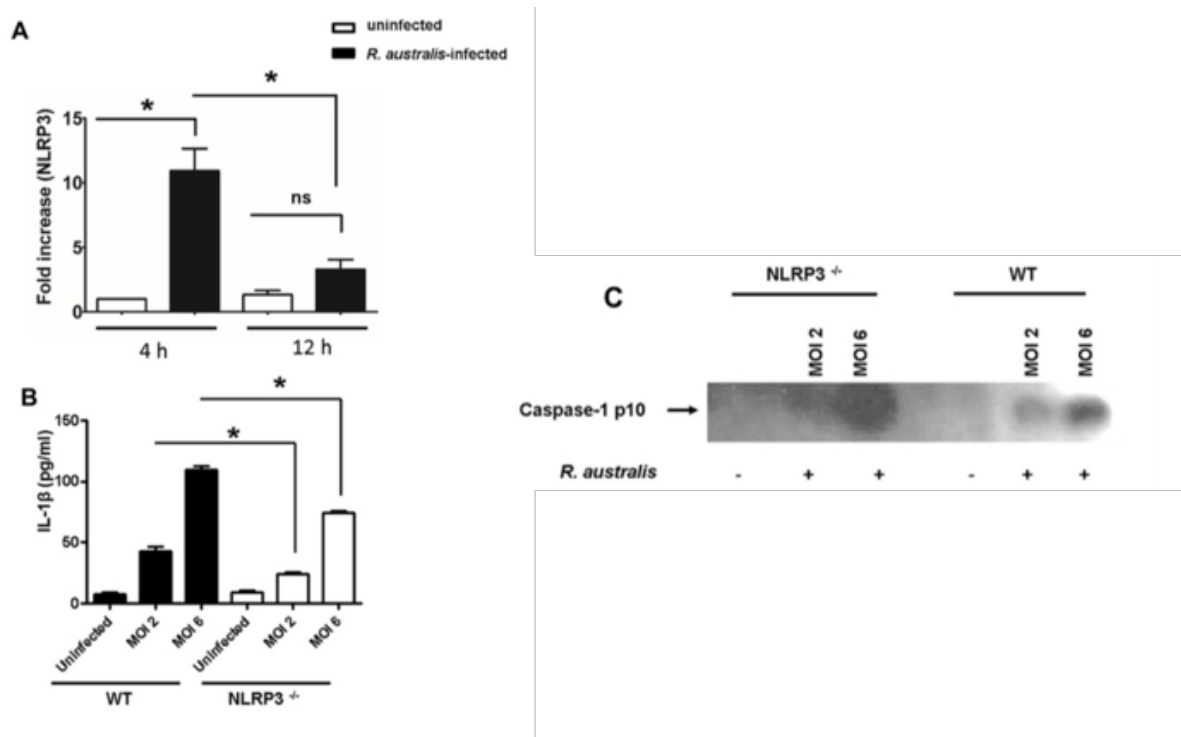 A
uninfected
R. australis-infected
*
*
ns
Fold increase (NLRP3)
15
10
5
0
4 h
12 h
B
*
*
IL-1β (pg/ml)
150
100
50
0
Uninfected
MOI 2
MOI 6
Uninfected
MOI 2
MOI 6
WT
NLRP3 -/-
C
NLRP3 -/-
WT
MOI 2
MOI 6
MOI 2
MOI 6
Caspase-1 p10
R. australis - + + - + +